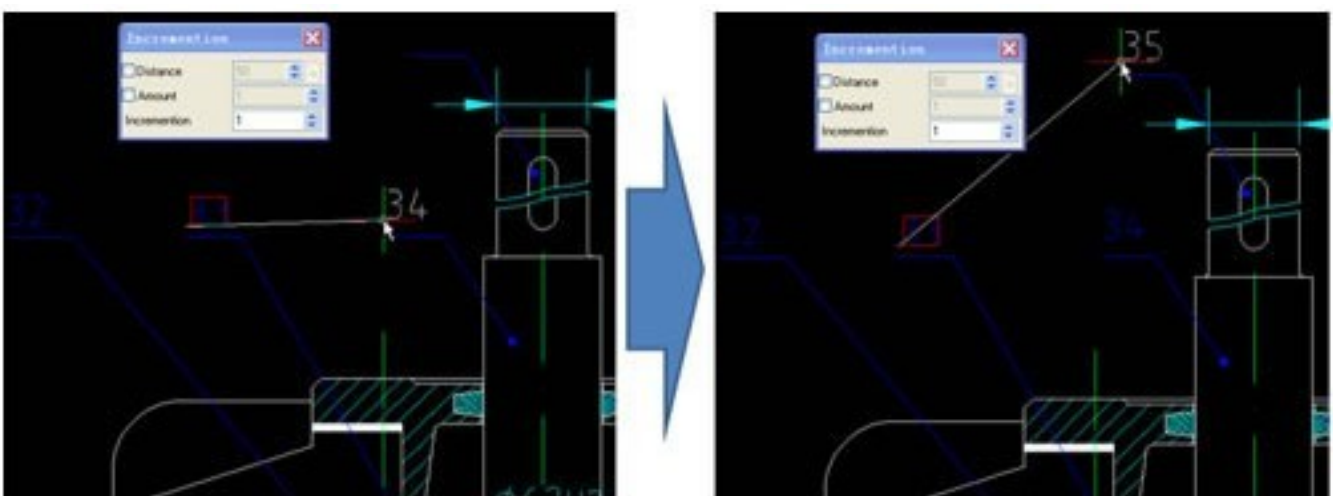 Incremention
Distance
Amount
Incremention 1
34
32
Incremention
35
Distance
Amount
Incremention 1
32
34